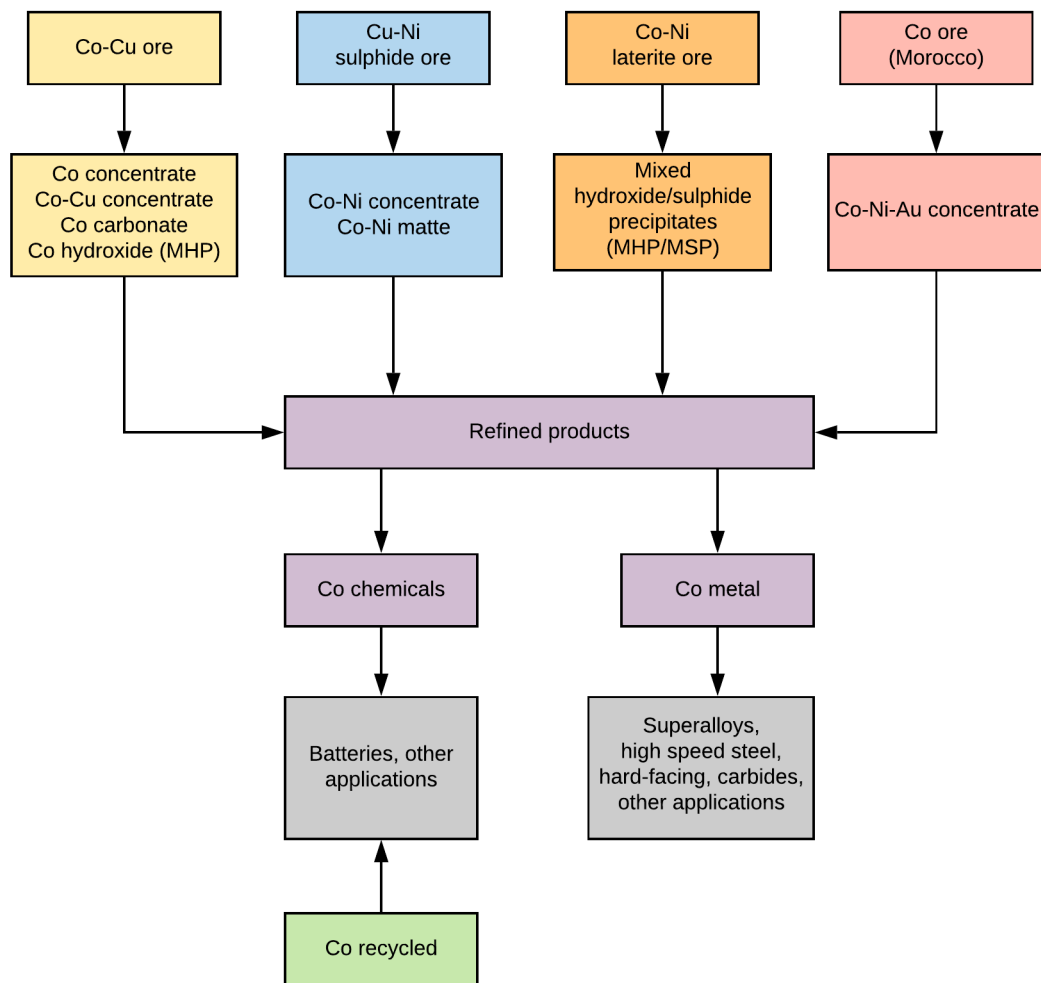 Co-Cu ore
Cu-Ni
sulphide ore
Co-Ni
laterite ore
Co ore
(Morocco)
Co concentrate
Co-Cu concentrate
Co carbonate
Co hydroxide (MHP)
Co-Ni concentrate
Co-Ni matte
Mixed
hydroxide/sulphide
precipitates
(MHP/MSP)
Co-Ni-Au concentrate
Refined products
Co chemicals
Co metal
Batteries, other
applications
Superalloys,
high speed steel,
hard-facing, carbides,
other applications
Co recycled